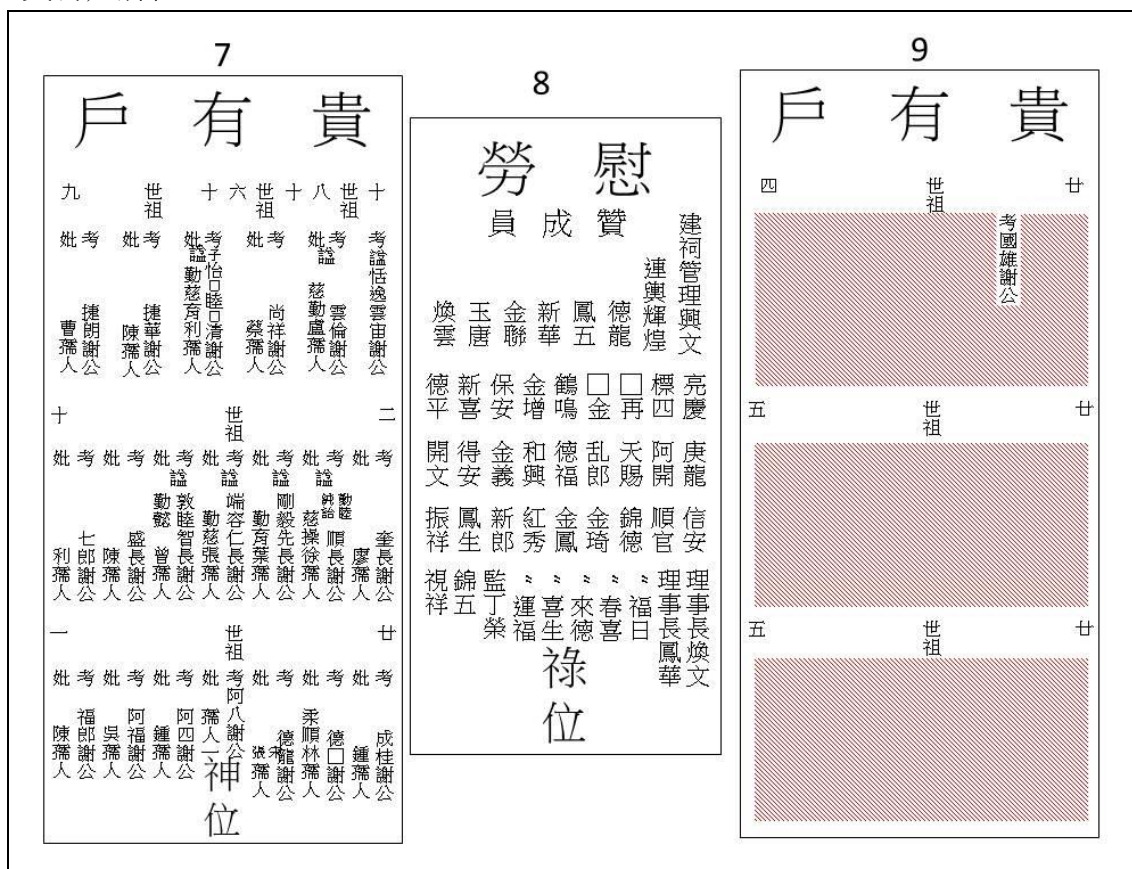 7
貴有戶
十世祖八
考諡恬逸雲宙謝公
考諡雲倫謝公
妣慈勤盧孺人
十世祖六
考尚祥謝公
妣蔡孺人
十世祖九
考子怡□睦□清謝公
妣諡勤慈育利孺人
考捷華謝公
妣陳孺人
考捷朗謝公
妣曹孺人
二世祖十
考奎長謝公
妣廖孺人
考諡勤睦純詒順長謝公
妣慈操徐孺人
考諡剛毅先長謝公
妣勤育葉孺人
考諡端容仁長謝公
妣勤慈張孺人
考諡敦睦智長謝公
妣勤懿曾孺人
考盛長謝公
妣陳孺人
考七郎謝公
妣利孺人
廿世祖一
考成桂謝公
妣鍾孺人
考德□謝公
妣柔順林孺人
考德龍謝公
妣宋張孺人
考阿八謝公
妣孺人一
考阿四謝公
妣鍾孺人
考阿福謝公
妣吳孺人
考福郎謝公
妣陳孺人
神位
8
慰勞
贊成員
建祠管理興文
連輿輝煌
德龍
鳳五
新華
金聯
玉唐
煥雲
亮慶
標四
□再
□金
鶴鳴
金增
保安
新喜
德平
庚龍
阿開
天賜
乱郎
德福
和興
金義
得安
開文
信安
順官
錦德
金琦
金鳳
紅秀
新郎
鳳生
振祥
理事長煥文
理事長鳳華
〃福日
〃春喜
〃來德
〃喜生
〃運福
監丁榮
錦五
視祥
祿位
9
貴有戶
廿世祖四
考國雄謝公
廿世祖五
廿世祖五